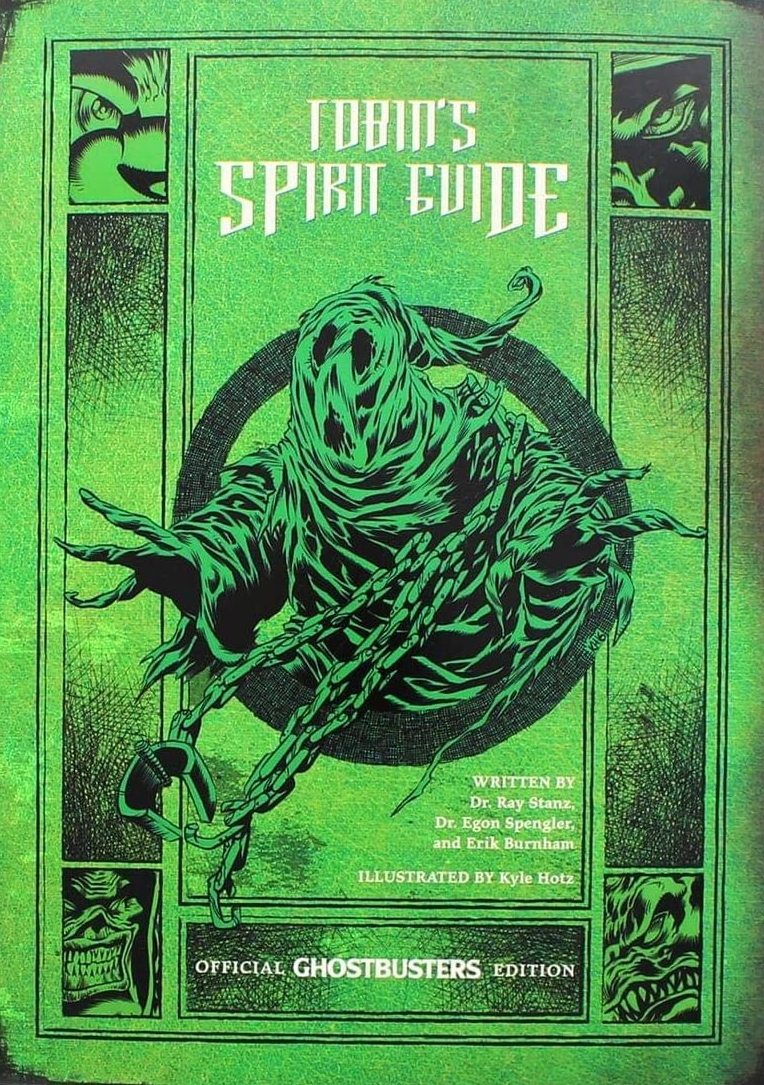 TOBIN'S
SPIRIT GUIDE
WRITTEN BY
Dr. Ray Stanz,
Dr. Egon Spengler,
and Erik Burnham
ILLUSTRATED BY Kyle Hotz
OFFICIAL GHOSTBUSTERS EDITION